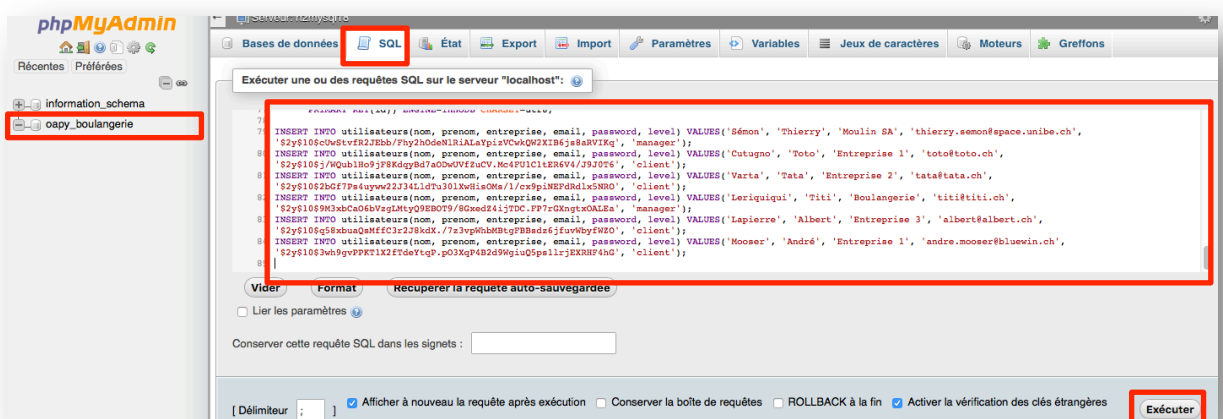 phpMyAdmin
Récentes Préférées
information_schema
oapy_boulangerie
Bases de données SQL État Export Import Paramètres Variables Jeux de caractères Moteurs Greffons
Exécuter une ou des requêtes SQL sur le serveur "localhost":
79 INSERT INTO utilisateurs(nom, prenom, entreprise, email, password, level) VALUES('Sémon', 'Thierry', 'Moulin SA', 'thierry.semon@space.unibe.ch',
'manager');
INSERT INTO utilisateurs(nom, prenom, entreprise, email, password, level) VALUES('Cutugno', 'Toto', 'Entreprise 1', 'toto@toto.ch',
'client');
INSERT INTO utilisateurs(nom, prenom, entreprise, email, password, level) VALUES('Varta', 'Tata', 'Entreprise 2', 'tata@tata.ch',
'client');
INSERT INTO utilisateurs(nom, prenom, entreprise, email, password, level) VALUES('Leriquiqui', 'Titi', 'Boulangerie', 'titi@titi.ch',
'manager');
INSERT INTO utilisateurs(nom, prenom, entreprise, email, password, level) VALUES('Lapierre', 'Albert', 'Entreprise 3', 'albert@albert.ch',
'client');
INSERT INTO utilisateurs(nom, prenom, entreprise, email, password, level) VALUES('Mooser', 'André', 'Entreprise 1', 'andre.mooser@bluewin.ch',
'client');
Vider Format Récupérer la requête auto-sauvegardée
Lier les paramètres
Conserver cette requête SQL dans les signets :
[ Délimiteur ; ] Afficher à nouveau la requête après exécution Conserver la boîte de requêtes ROLLBACK à la fin Activer la vérification des clés étrangères Exécuter